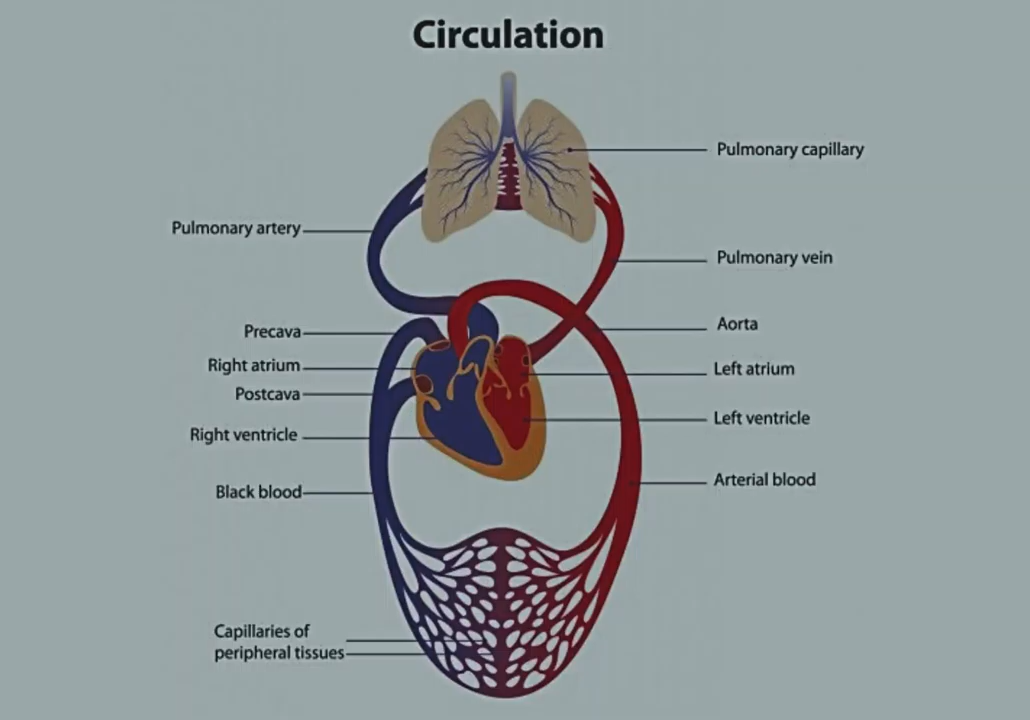 Circulation
Pulmonary capillary
Pulmonary artery
Pulmonary vein
Aorta
Precava
Right atrium
Left atrium
Postcava
Left ventricle
Right ventricle
Arterial blood
Black blood
Capillaries of
peripheral tissues